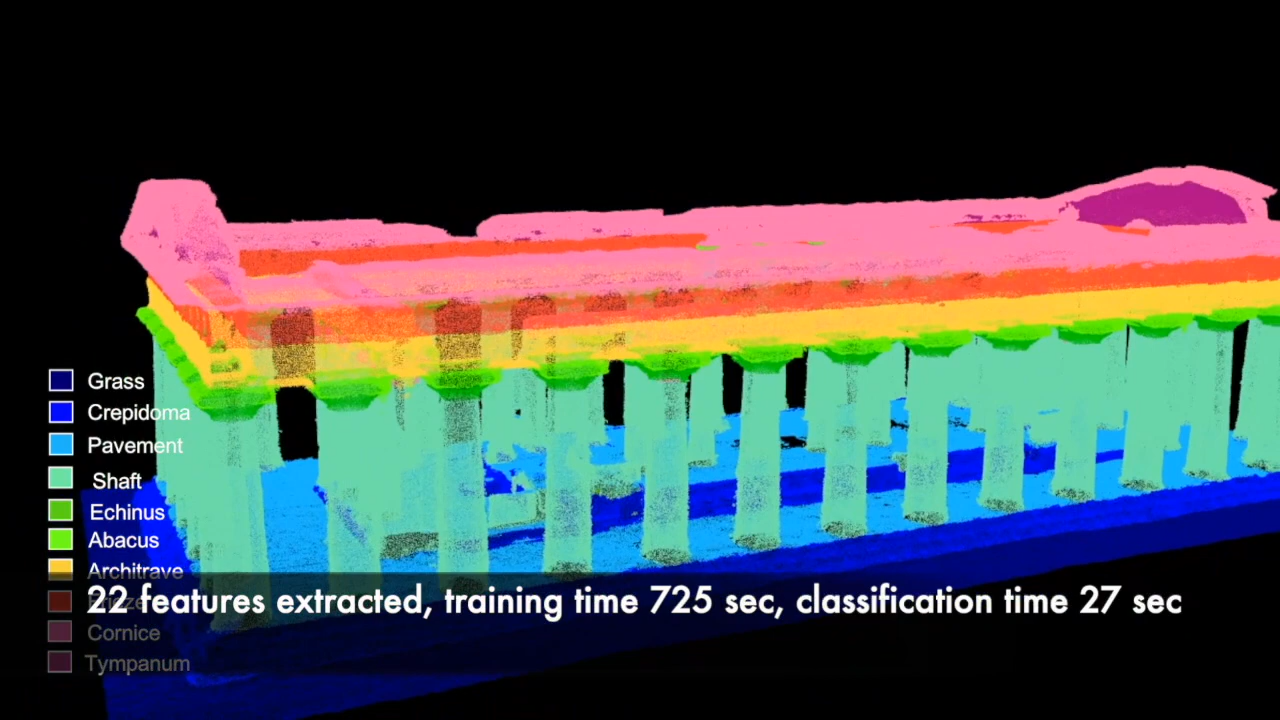 Grass
Crepidoma
Pavement
Shaft
Echinus
Abacus
Architrave
22 features extracted, training time 725 sec, classification time 27 sec
Cornice
Tympanum